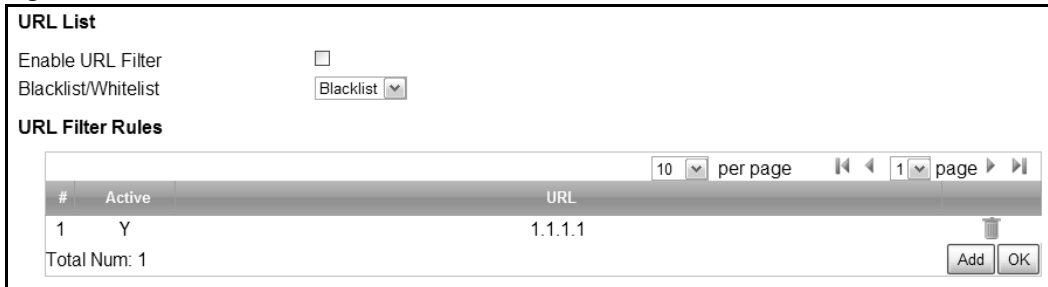 URL List
Enable URL Filter
Blacklist/Whitelist Blacklist
URL Filter Rules
10 per page 1 page
# Active URL
1 Y 1.1.1.1
Total Num: 1 Add OK